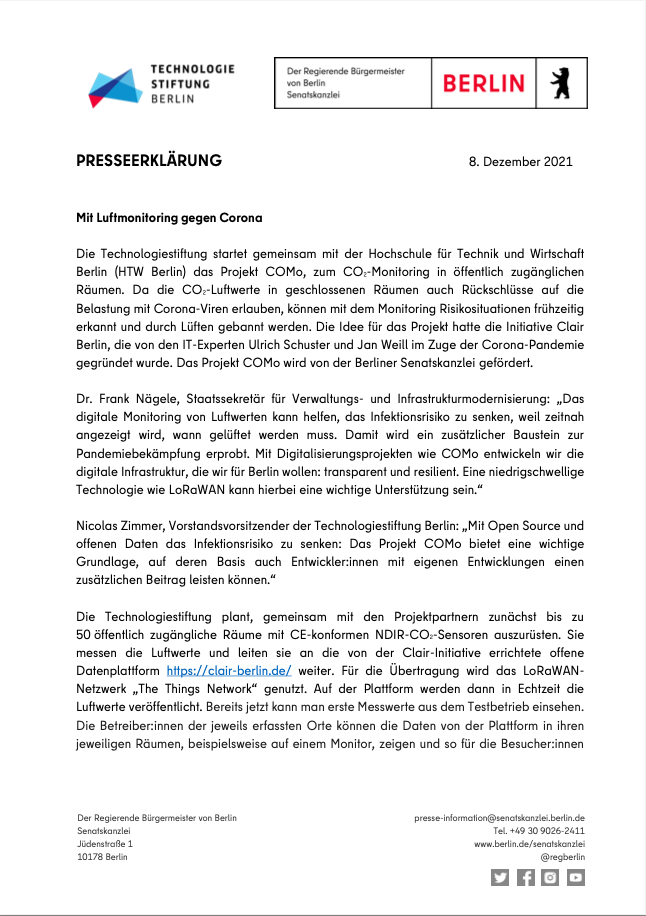 TECHNOLOGIE
STIFTUNG
BERLIN
Der Regierende Bürgermeister
von Berlin
Senatskanzlei
BERLIN
PRESSEERKLÄRUNG
8. Dezember 2021
Mit Luftmonitoring gegen Corona
Die Technologiestiftung startet gemeinsam mit der Hochschule für Technik und Wirtschaft
Berlin (HTW Berlin) das Projekt COMo, zum CO₂-Monitoring in öffentlich zugänglichen
Räumen. Da die CO₂-Luftwerte in geschlossenen Räumen auch Rückschlüsse auf die
Belastung mit Corona-Viren erlauben, können mit dem Monitoring Risikosituationen frühzeitig
erkannt und durch Lüften gebannt werden. Die Idee für das Projekt hatte die Initiative Clair
Berlin, die von den IT-Experten Ulrich Schuster und Jan Weill im Zuge der Corona-Pandemie
gegründet wurde. Das Projekt COMo wird von der Berliner Senatskanzlei gefördert.
Dr. Frank Nägele, Staatssekretär für Verwaltungs- und Infrastrukturmodernisierung: „Das
digitale Monitoring von Luftwerten kann helfen, das Infektionsrisiko zu senken, weil zeitnah
angezeigt wird, wann gelüftet werden muss. Damit wird ein zusätzlicher Baustein zur
Pandemiebekämpfung erprobt. Mit Digitalisierungsprojekten wie COMo entwickeln wir die
digitale Infrastruktur, die wir für Berlin wollen: transparent und resilient. Eine niedrigschwellige
Technologie wie LoRaWAN kann hierbei eine wichtige Unterstützung sein.“
Nicolas Zimmer, Vorstandsvorsitzender der Technologiestiftung Berlin: „Mit Open Source und
offenen Daten das Infektionsrisiko zu senken: Das Projekt COMo bietet eine wichtige
Grundlage, auf deren Basis auch Entwickler:innen mit eigenen Entwicklungen einen
zusätzlichen Beitrag leisten können.“
Die Technologiestiftung plant, gemeinsam mit den Projektpartnern zunächst bis zu
50 öffentlich zugängliche Räume mit CE-konformen NDIR-CO₂-Sensoren auszurüsten. Sie
messen die Luftwerte und leiten sie an die von der Clair-Initiative errichtete offene
Datenplattform https://clair-berlin.de/ weiter. Für die Übertragung wird das LoRaWAN-
Netzwerk „The Things Network“ genutzt. Auf der Plattform werden dann in Echtzeit die
Luftwerte veröffentlicht. Bereits jetzt kann man erste Messwerte aus dem Testbetrieb einsehen.
Die Betreiber:innen der jeweils erfassten Orte können die Daten von der Plattform in ihren
jeweiligen Räumen, beispielsweise auf einem Monitor, zeigen und so für die Besucher:innen
Der Regierende Bürgermeister von Berlin
Senatskanzlei
Jüdenstraße 1
10178 Berlin
presse-information@senatskanzlei.berlin.de
Tel. +49 30 9026-2411
www.berlin.de/senatskanzlei
@regberlin